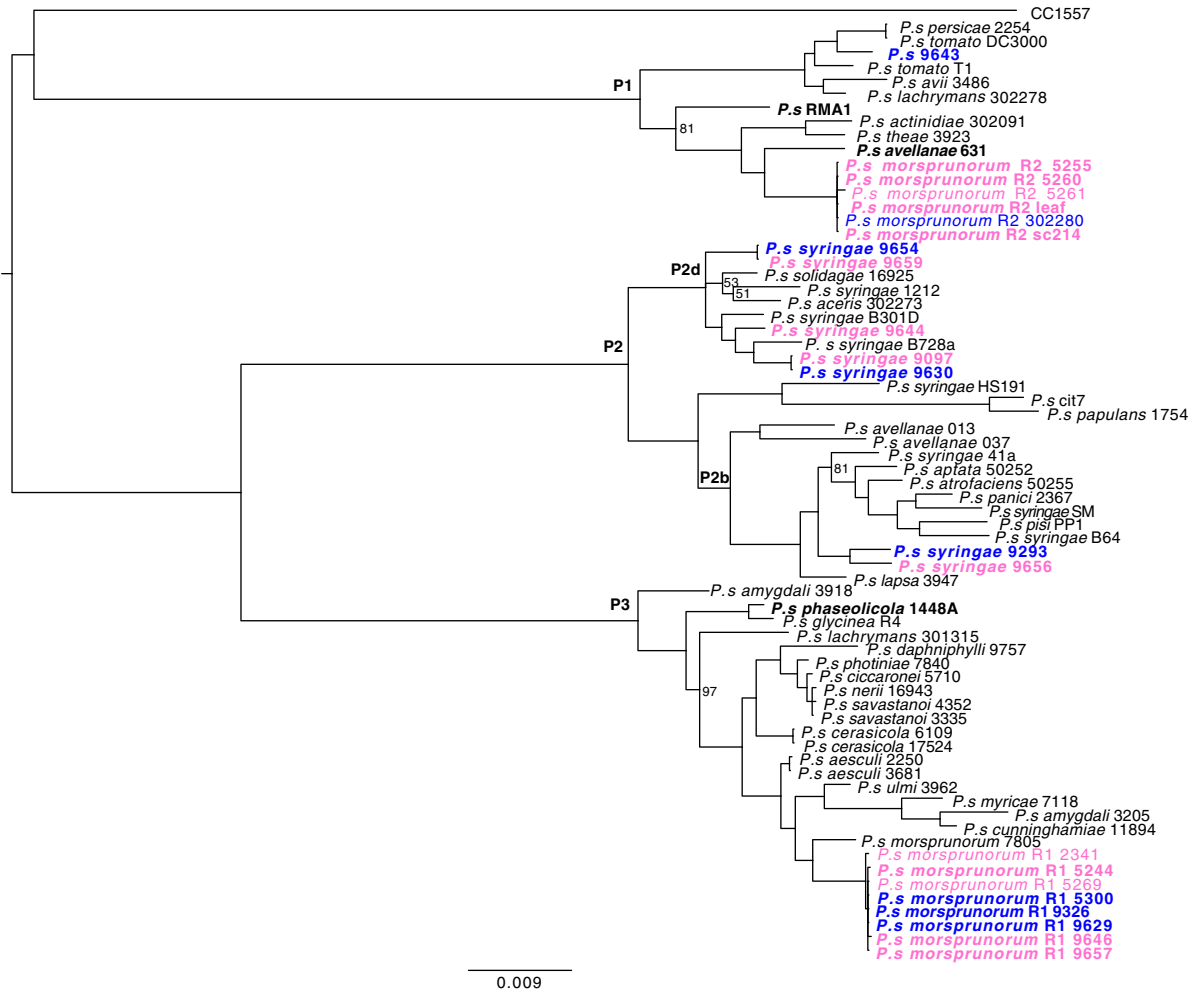 CC1557
P.s persicae 2254
P.s tomato DC3000
P.s 9643
P.s tomato T1
P1
P.s avii 3486
P.s lachrymans 302278
P.s RMA1
P.s actinidiae 302091
81
P.s theae 3923
P.s avellanae 631
P.s morsprunorum R2 5255
P.s morsprunorum R2 5260
P.s morsprunorum R2 5261
P.s morsprunorum R2 leaf
P.s morsprunorum R2 302280
P.s morsprunorum R2 sc214
P.s syringae 9654
P.s syringae 9659
P2d
P.s solidagae 16925
53
P.s syringae 1212
51
P.s aceris 302273
P.s syringae B301D
P.s syringae 9644
P2
P. s syringae B728a
P.s syringae 9097
P.s syringae 9630
P.s syringae HS191
P.s cit7
P.s papulans 1754
P.s avellanae 013
P.s avellanae 037
P.s syringae 41a
81
P.s aptata 50252
P2b
P.s atrofaciens 50255
P.s panici 2367
P.s syringae SM
P.s pisi PP1
P.s syringae B64
P.s syringae 9293
P.s syringae 9656
P.s lapsa 3947
P.s amygdali 3918
P3
P.s phaseolicola 1448A
P.s glycinea R4
P.s lachrymans 301315
P.s daphniphylli 9757
P.s photiniae 7840
P.s ciccaronei 5710
97
P.s nerii 16943
P.s savastanoi 4352
P.s savastanoi 3335
P.s cerasicola 6109
P.s cerasicola 17524
P.s aesculi 2250
P.s aesculi 3681
P.s ulmi 3962
P.s myricae 7118
P.s amygdali 3205
P.s cunninghamiae 11894
P.s morsprunorum 7805
P.s morsprunorum R1 2341
P.s morsprunorum R1 5244
P.s morsprunorum R1 5269
P.s morsprunorum R1 5300
P.s morsprunorum R1 9326
P.s morsprunorum R1 9629
P.s morsprunorum R1 9646
P.s morsprunorum R1 9657
0.009